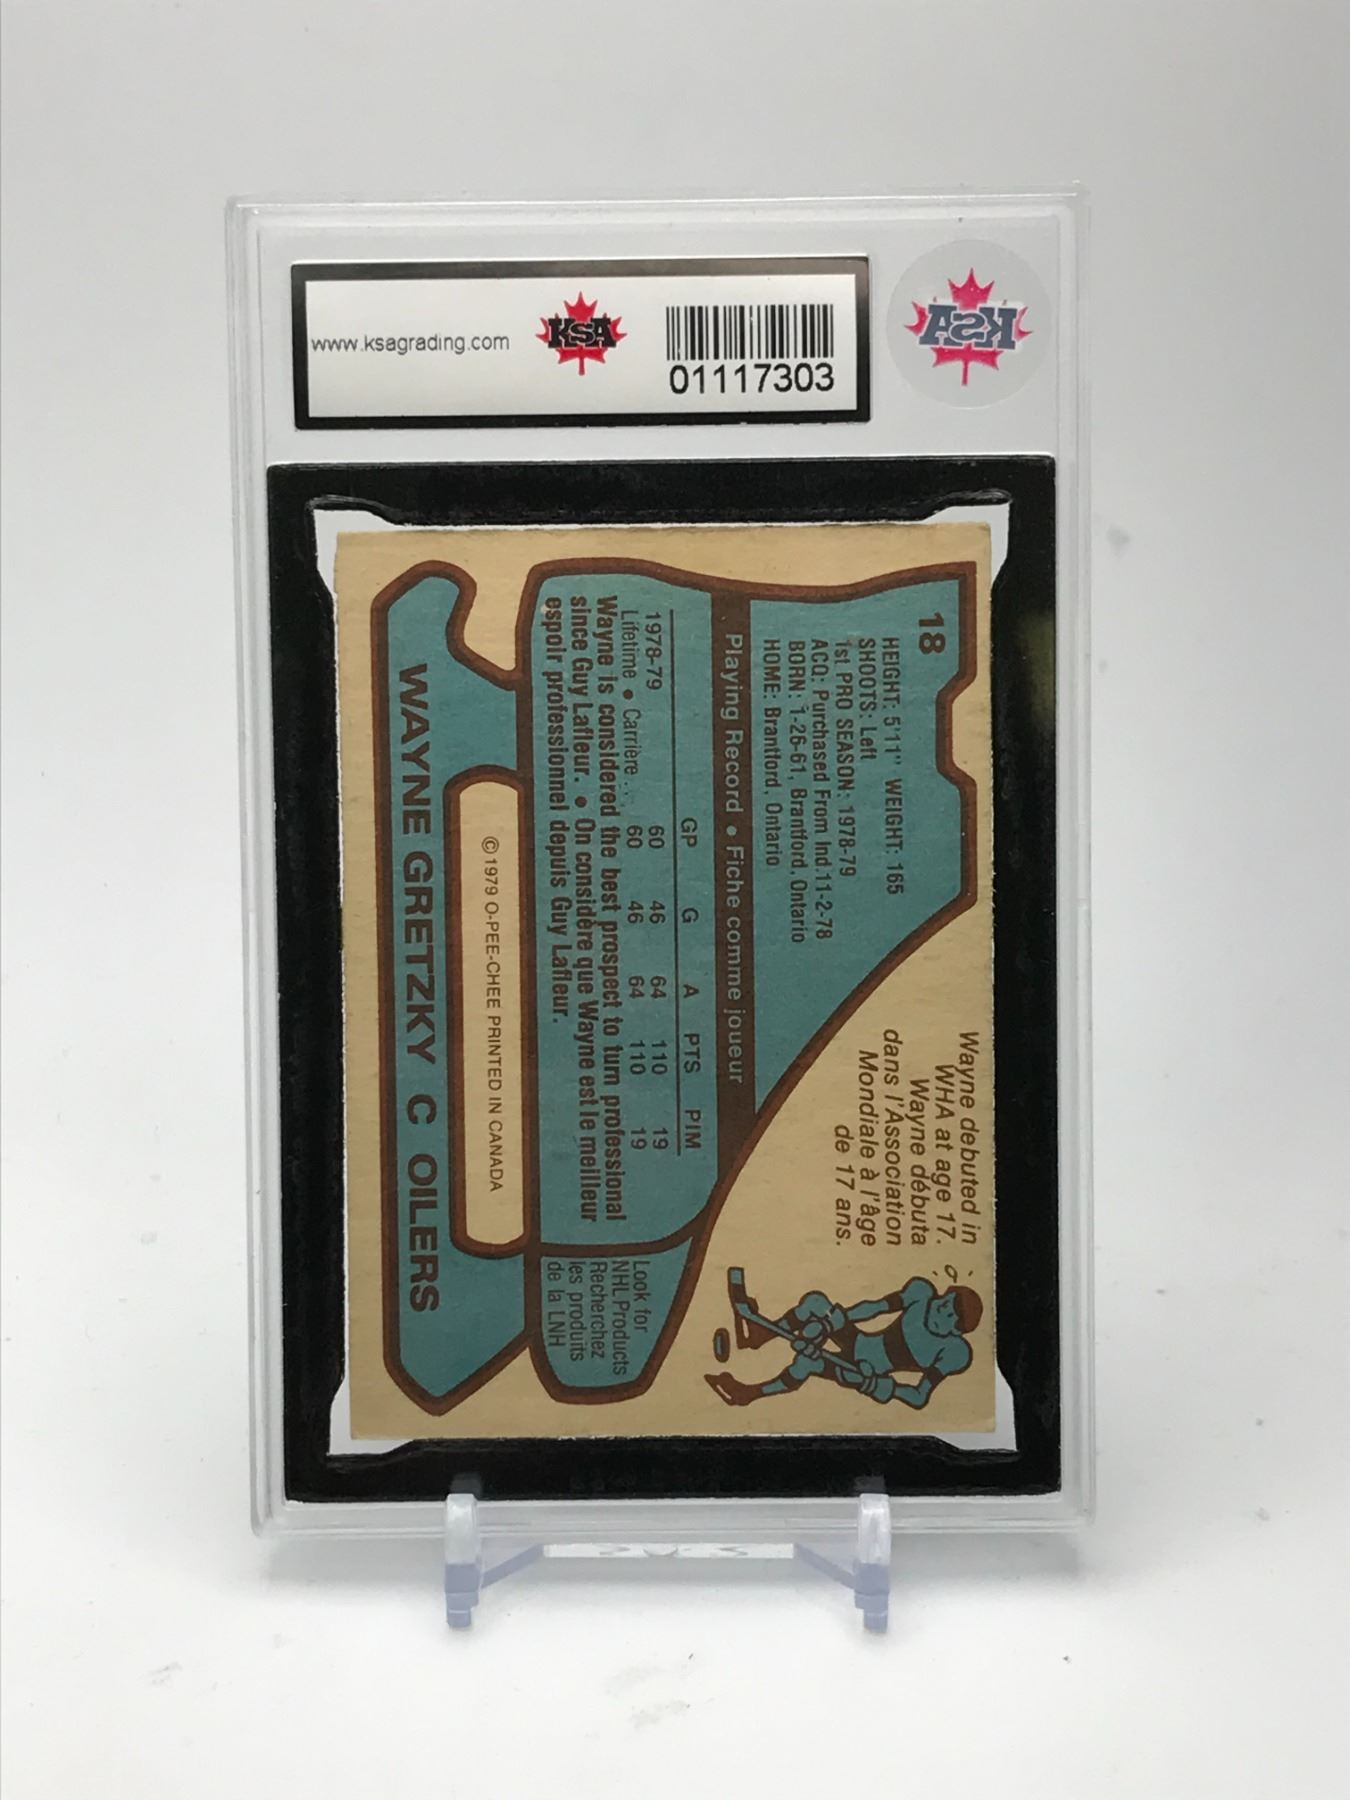 www.ksagrading.com
KSA
01117303
KSA
18
HEIGHT: 5'11" WEIGHT: 165
SHOOTS: Left
1st PRO SEASON: 1978-79
ACQ: Purchased From Ind. 11-2-78
BORN: 1-26-61, Brantford, Ontario
HOME: Brantford, Ontario
Wayne debuted in
WHA at age 17.
Wayne débuta
dans l'Association
Mondiale à l'âge
de 17 ans.
Playing Record • Fiche comme joueur
GP G A PTS PIM
1978-79 60 46 64 110 19
Lifetime • Carrière . . 60 46 64 110 19
Wayne is considered the best prospect to turn professional
since Guy Lafleur. • On considère que Wayne est le meilleur
espoir professionnel depuis Guy Lafleur.
Look for
NHL Products
Recherchez
les produits
de la LNH
© 1979 O-PEE-CHEE PRINTED IN CANADA
WAYNE GRETZKY C OILERS